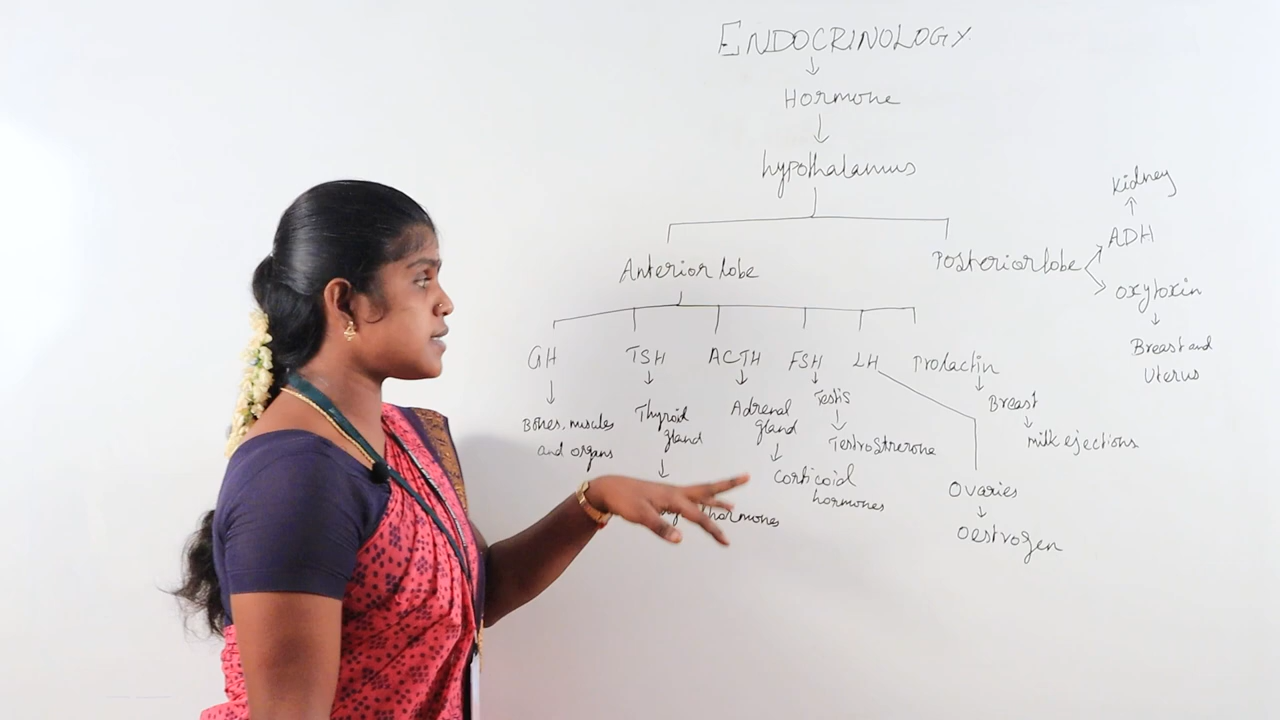 ENDOCRINOLOGY
Hormone
hypothalamus
Anterior lobe
Posterior lobe
Kidney
ADH
oxytoxin
Breast and
Uterus
GH
TSH
ACTH
FSH
LH
Prolactin
Bones, muscles
and organs
Thyroid
gland
hormones
Adrenal
gland
Corticoid
hormones
Testis
Testrostrerone
Ovaries
Oestrogen
Breast
milk ejections